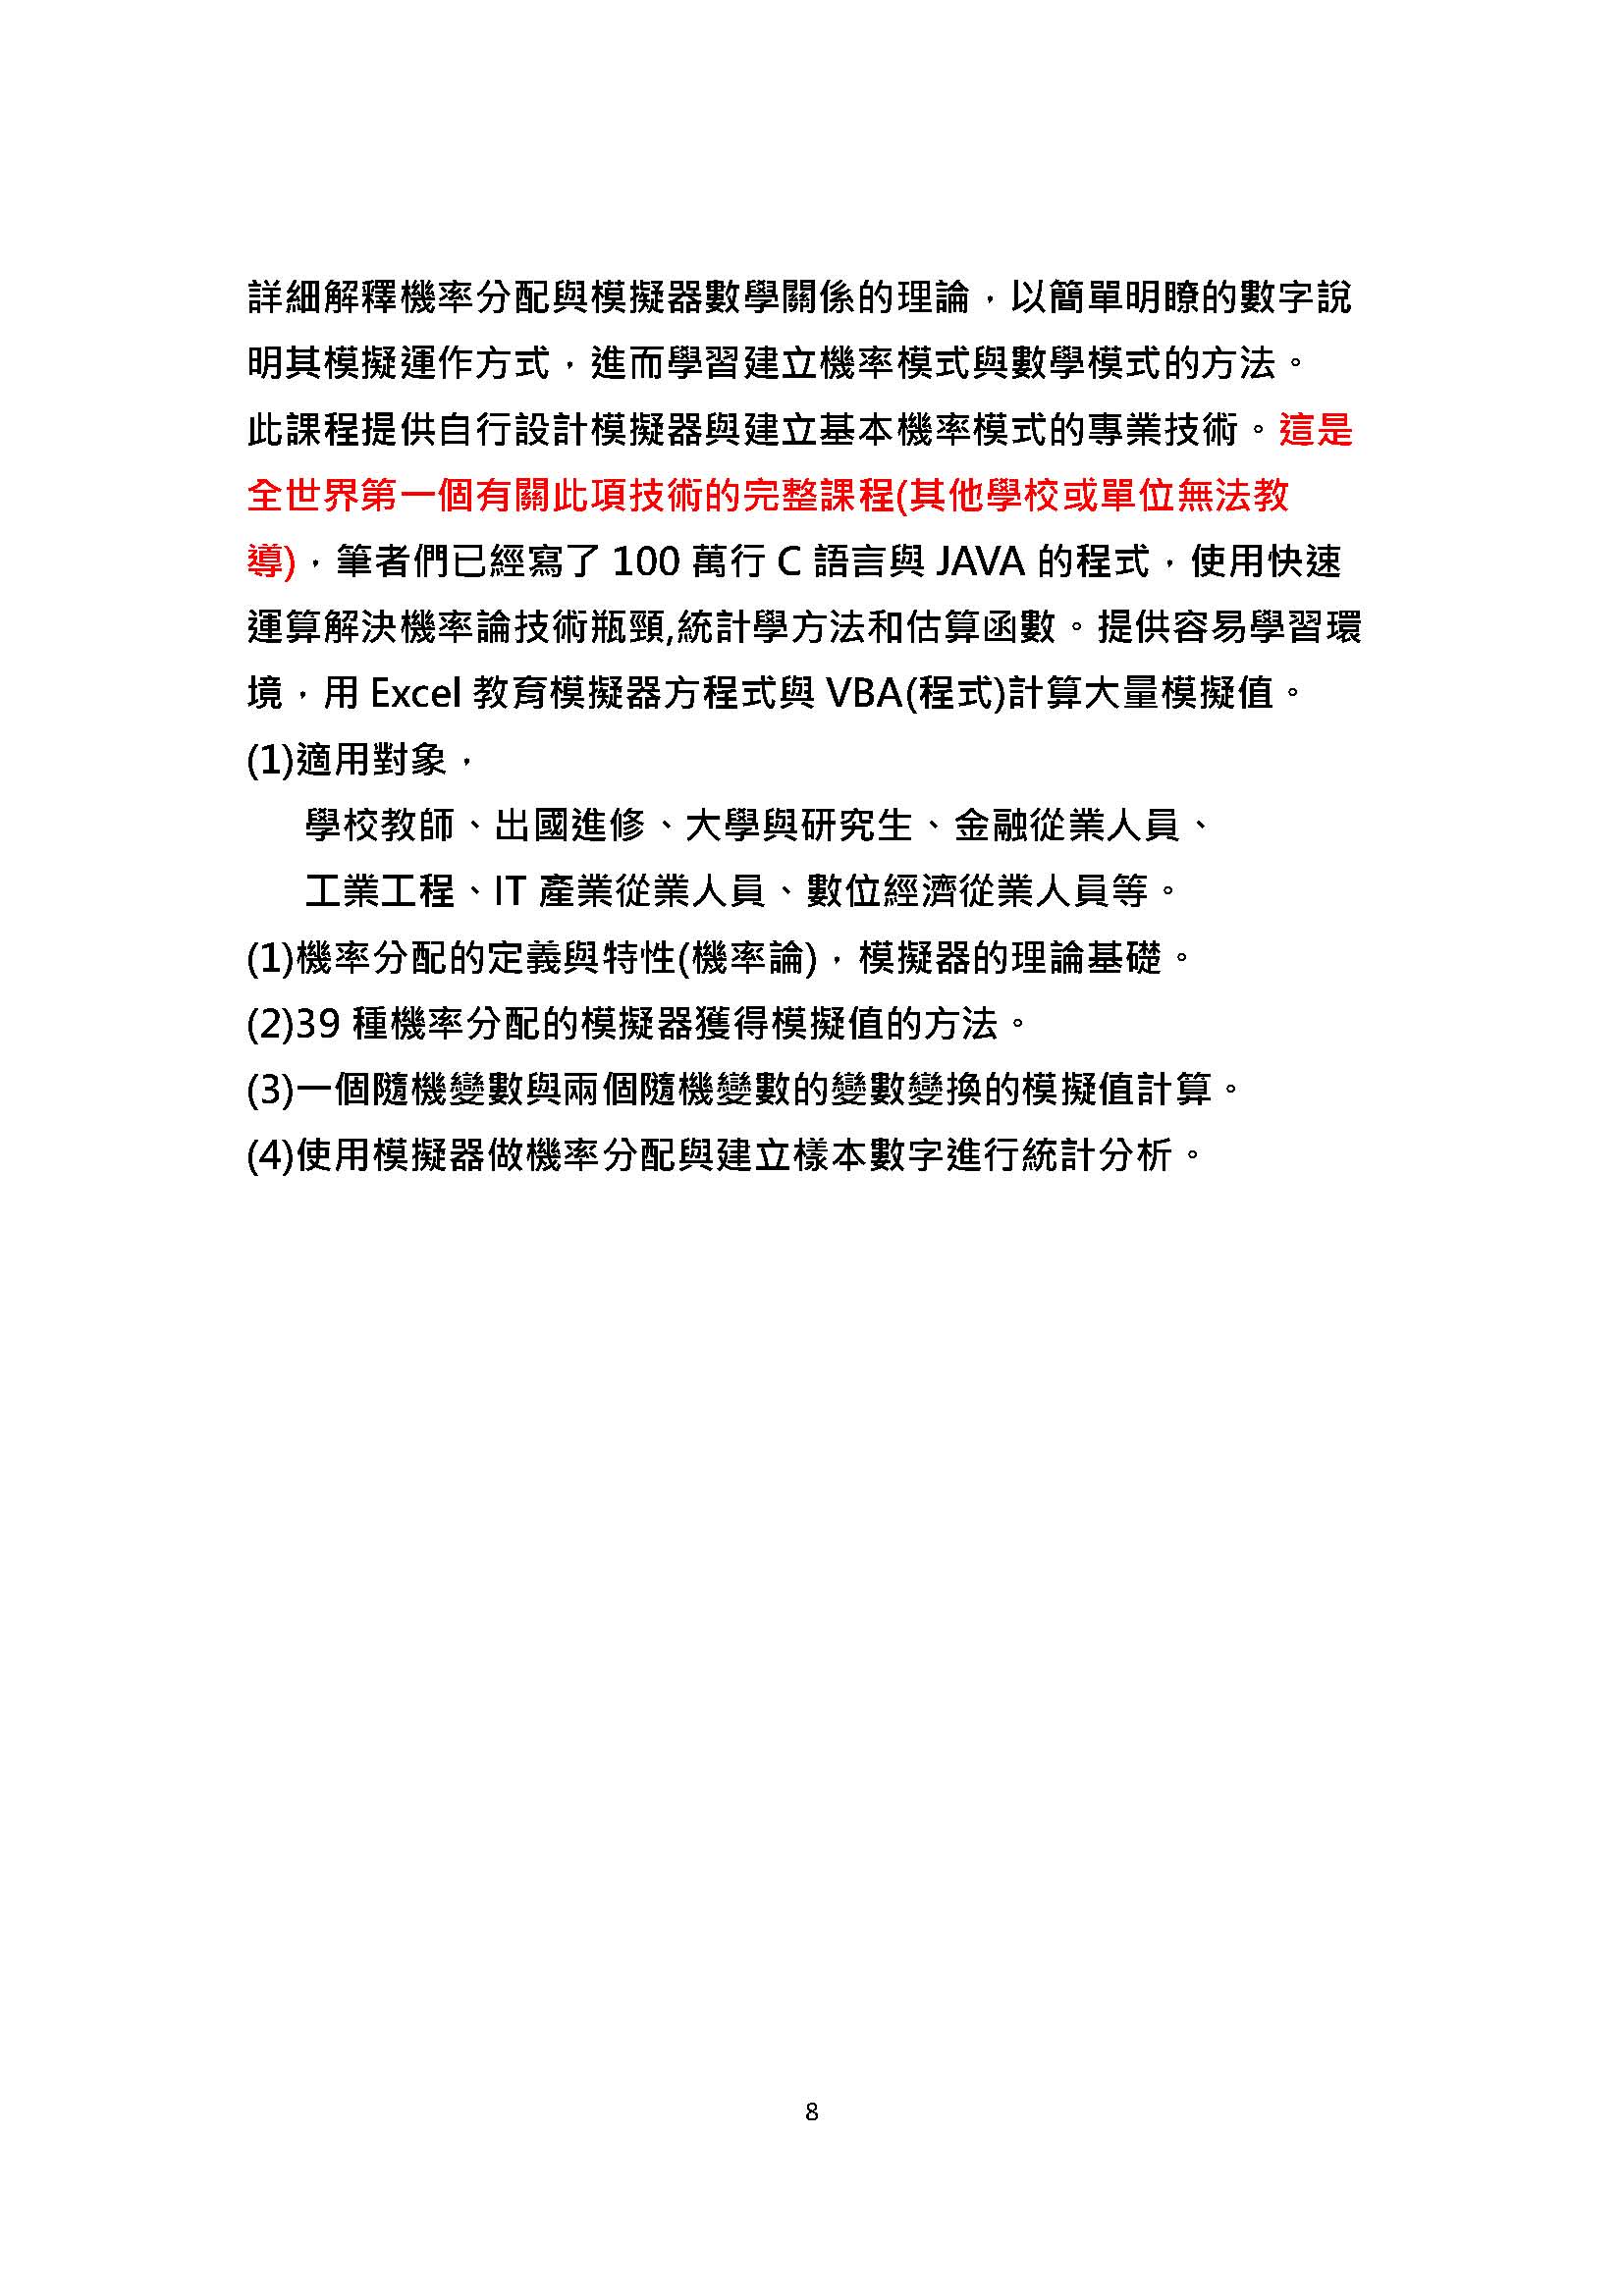 詳細解釋機率分配與模擬器數學關係的理論，以簡單明瞭的數字說
明其模擬運作方式，進而學習建立機率模式與數學模式的方法。
此課程提供自行設計模擬器與建立基本機率模式的專業技術。這是
全世界第一個有關此項技術的完整課程(其他學校或單位無法教
導)，筆者們已經寫了 100 萬行 C 語言與 JAVA 的程式，使用快速
運算解決機率論技術瓶頸,統計學方法和估算函數。提供容易學習環
境，用 Excel 教育模擬器方程式與 VBA(程式)計算大量模擬值。
(1)適用對象，
學校教師、出國進修、大學與研究生、金融從業人員、
工業工程、IT 產業從業人員、數位經濟從業人員等。
(1)機率分配的定義與特性(機率論)，模擬器的理論基礎。
(2)39 種機率分配的模擬器獲得模擬值的方法。
(3)一個隨機變數與兩個隨機變數的變數變換的模擬值計算。
(4)使用模擬器做機率分配與建立樣本數字進行統計分析。
8